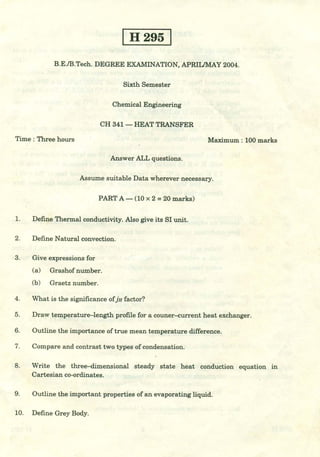 H 295
B.E./B.Tech. DEGREE EXAMINATION, APRIL/MAY 2004.
Sixth Semester
Chemical Engineering
CH 341 — HEAT TRANSFER
Time : Three hours Maximum : 100 marks
Answer ALL questions.
Assume suitable Data wherever necessary.
PART A — (10 x 2 = 20 marks)
1. Define Thermal conductivity. Also give its SI unit.
2. Define Natural convection.
3. Give expressions for
(a) Grashof number.
(b) Graetz number.
4. What is the significance of factor?
5. Draw temperature–length profile for a couner–current heat exchanger.
6. Outline the importance of true mean temperature difference.
7. Compare and contrast two types of condensation.
8. Write the three–dimensional steady state heat conduction equation in
Cartesian co-ordinates.
9. Outline the important properties of an evaporating liquid.
10. Define Grey Body.